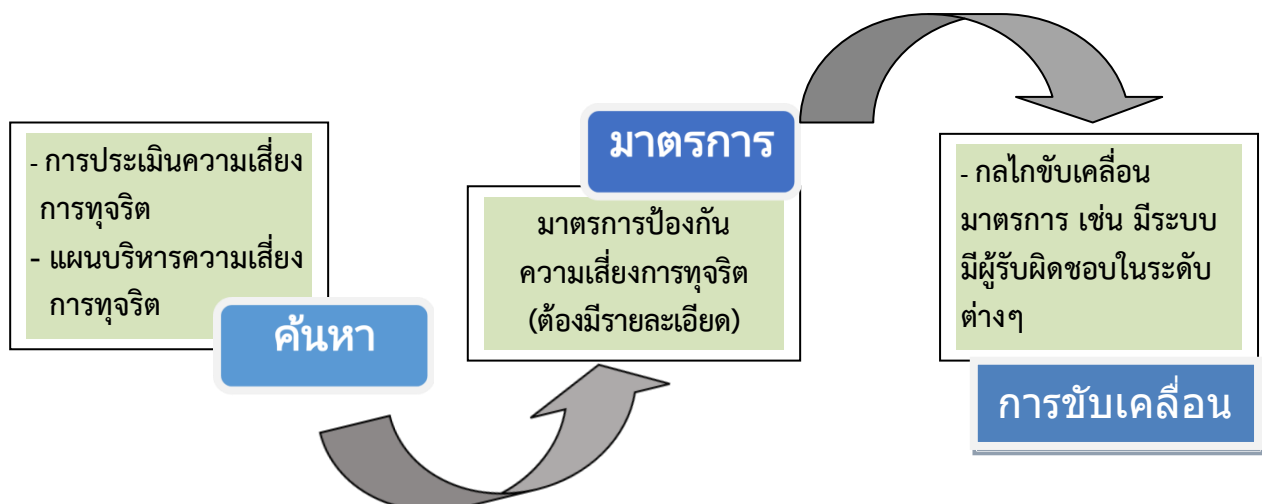 - การประเมินความเสี่ยง
การทุจริต
- แผนบริหารความเสี่ยง
การทุจริต
ค้นหา
มาตรการ
มาตรการป้องกัน
ความเสี่ยงการทุจริต
(ต้องมีรายละเอียด)
- กลไกขับเคลื่อน
มาตรการ เช่น มีระบบ
มีผู้รับผิดชอบในระดับ
ต่างๆ
การขับเคลื่อน